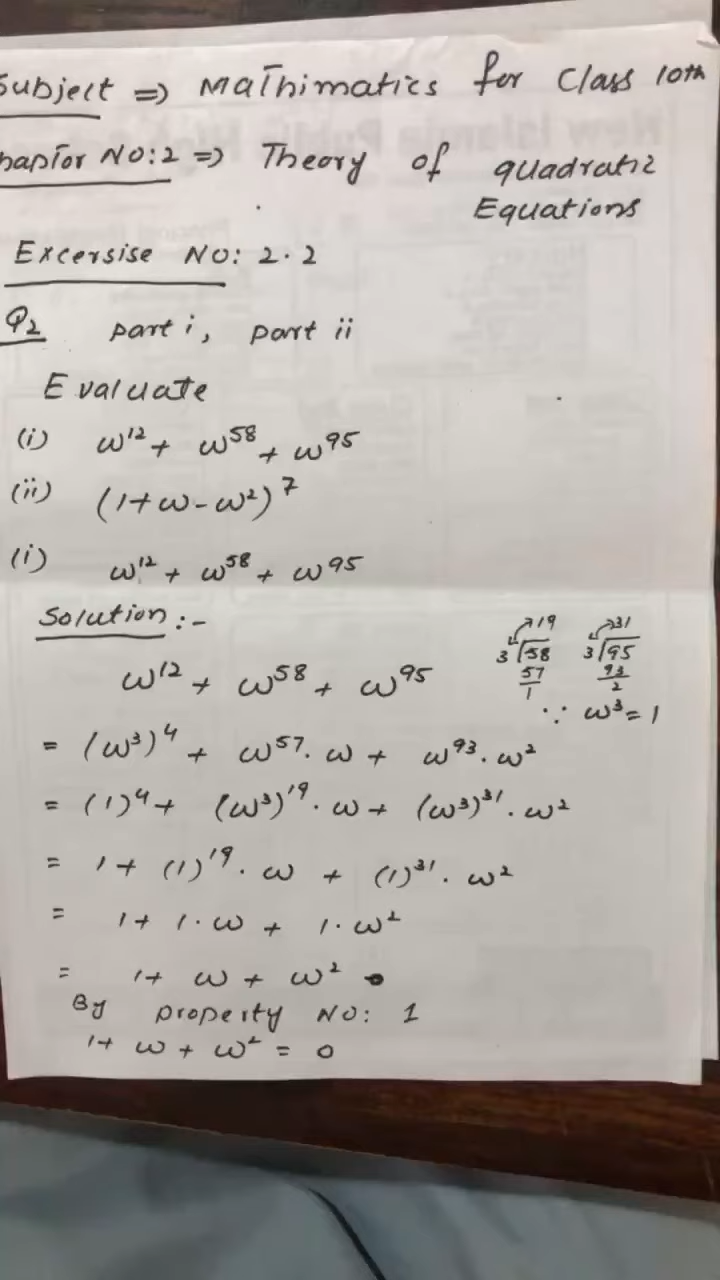 Subject => Mathimatics for Class 10th
hapTor NO:2 => Theory of quadratic
Equations
Excersise NO: 2.2
Q2 part i, part ii
Evaluate
(i) ω¹² + ω⁵⁸ + ω⁹⁵
(ii) (1+ω-ω²)⁷
(i) ω¹² + ω⁵⁸ + ω⁹⁵
Solution :-
19 31
3√58 3√95
57 93
1 2
ω¹² + ω⁵⁸ + ω⁹⁵
∵ ω³ = 1
= (ω³)⁴ + ω⁵⁷. ω + ω⁹³. ω²
= (1)⁴ + (ω³)¹⁹. ω + (ω³)³¹. ω²
= 1 + (1)¹⁹. ω + (1)³¹. ω²
= 1 + 1. ω + 1. ω²
= 1 + ω + ω²
By property NO: 1
1 + ω + ω² = 0